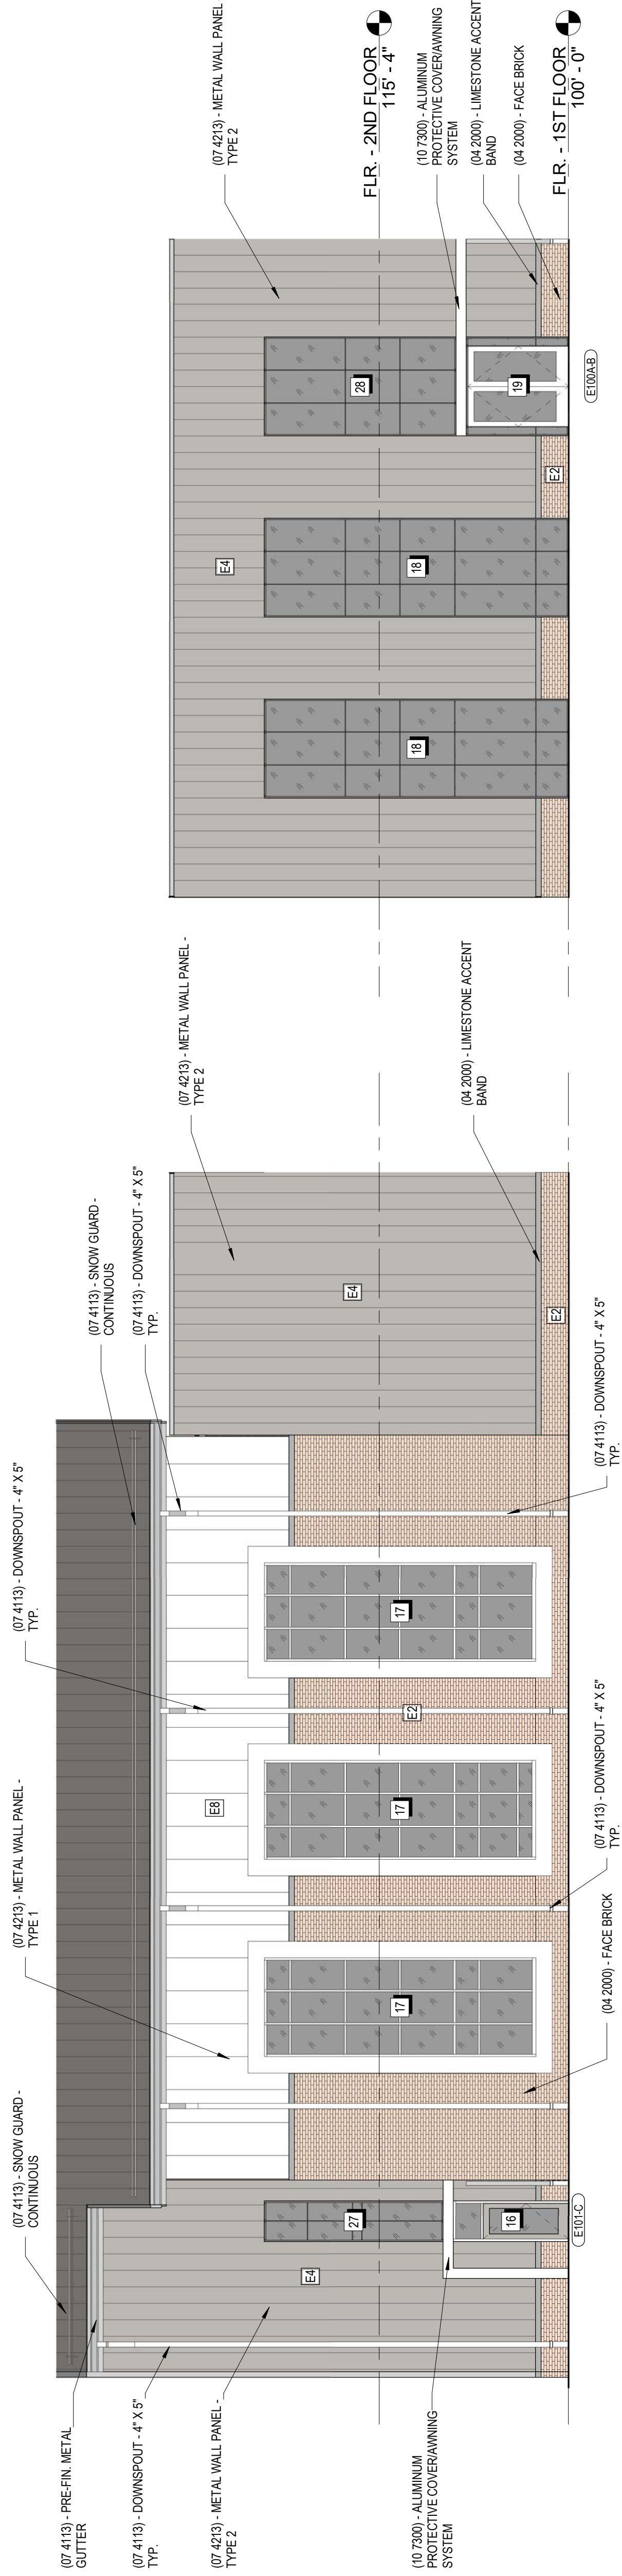 (07 4113) - PRE-FIN. METAL
GUTTER
(07 4113) - DOWNSPOUT - 4" X 5"
TYP.
(07 4213) - METAL WALL PANEL -
TYPE 2
(10 7300) - ALUMINUM
PROTECTIVE COVER/AWNING
SYSTEM
(07 4113) - SNOW GUARD -
CONTINUOUS
E4
27
16
E101-C
(07 4213) - METAL WALL PANEL -
TYPE 1
(04 2000) - FACE BRICK
17
(07 4113) - DOWNSPOUT - 4" X 5"
TYP.
E8
17
E2
(07 4113) - DOWNSPOUT - 4" X 5"
TYP.
17
(07 4113) - DOWNSPOUT - 4" X 5"
TYP.
(07 4113) - SNOW GUARD -
CONTINUOUS
(07 4113) - DOWNSPOUT - 4" X 5"
TYP.
E4
E2
(07 4213) - METAL WALL PANEL -
TYPE 2
(04 2000) - LIMESTONE ACCENT
BAND
18
E4
18
E2
28
19
E100A-B
(07 4213) - METAL WALL PANEL
TYPE 2
FLR. - 2ND FLOOR
115' - 4"
(10 7300) - ALUMINUM
PROTECTIVE COVER/AWNING
SYSTEM
(04 2000) - LIMESTONE ACCENT
BAND
(04 2000) - FACE BRICK
FLR. - 1ST FLOOR
100' - 0"